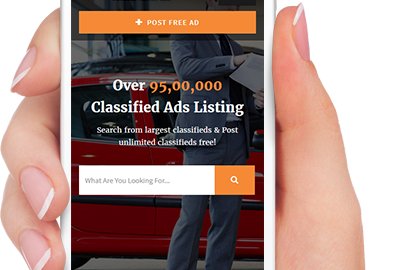 POST FREE AD
Over 95,00,000
Classified Ads Listing
Search from largest classifieds & Post
unlimited classifieds free!
What Are You Looking For...